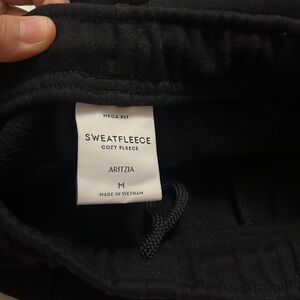 MEGA FIT
SWEATFLEECE
COZY FLEECE
ARITZIA
M
MADE IN VIETNAM